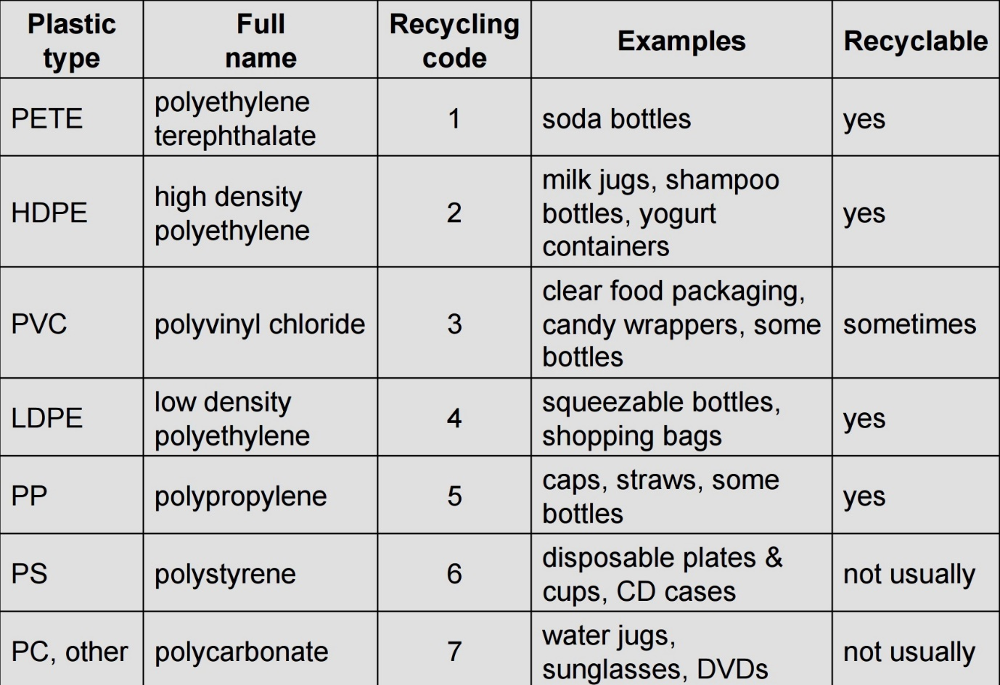 Plastic type
Full name
Recycling code
Examples
Recyclable
PETE
polyethylene
terephthalate
1
soda bottles
yes
HDPE
high density
polyethylene
2
milk jugs, shampoo
bottles, yogurt
containers
yes
PVC
polyvinyl chloride
3
clear food packaging,
candy wrappers, some
bottles
sometimes
LDPE
low density
polyethylene
4
squeezable bottles,
shopping bags
yes
PP
polypropylene
5
caps, straws, some
bottles
yes
PS
polystyrene
6
disposable plates &
cups, CD cases
not usually
PC, other
polycarbonate
7
water jugs,
sunglasses, DVDs
not usually